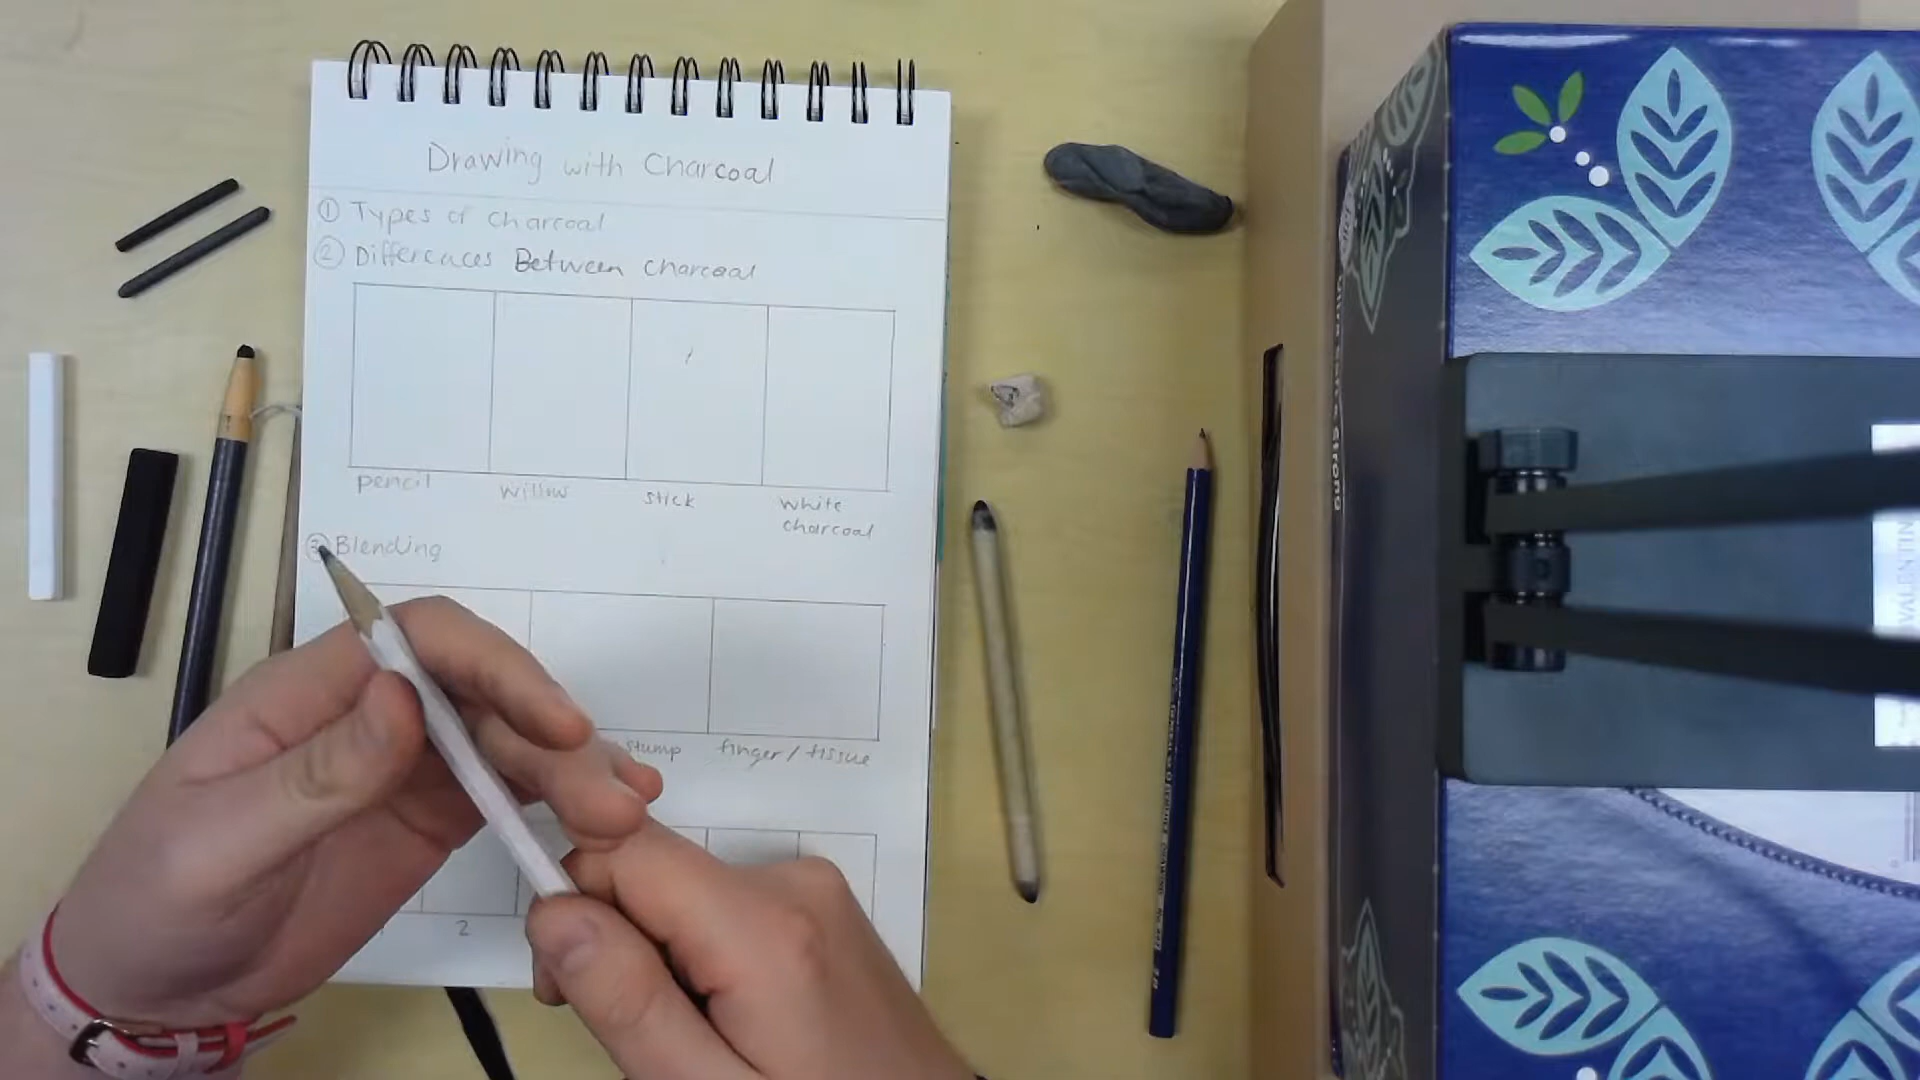 Drawing with Charcoal
① Types of charcoal
② Differences Between charcoal
pencil willow stick white charcoal
③ Blending
stump finger / tissue
2